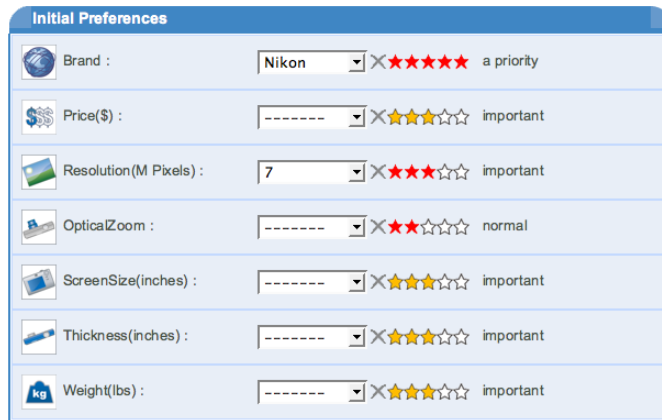 Initial Preferences
Brand : Nikon a priority
$$$ Price($) : ------- important
Resolution(M Pixels) : 7 important
OpticalZoom : ------- normal
ScreenSize(inches) : ------- important
Thickness(inches) : ------- important
kg Weight(lbs) : ------- important